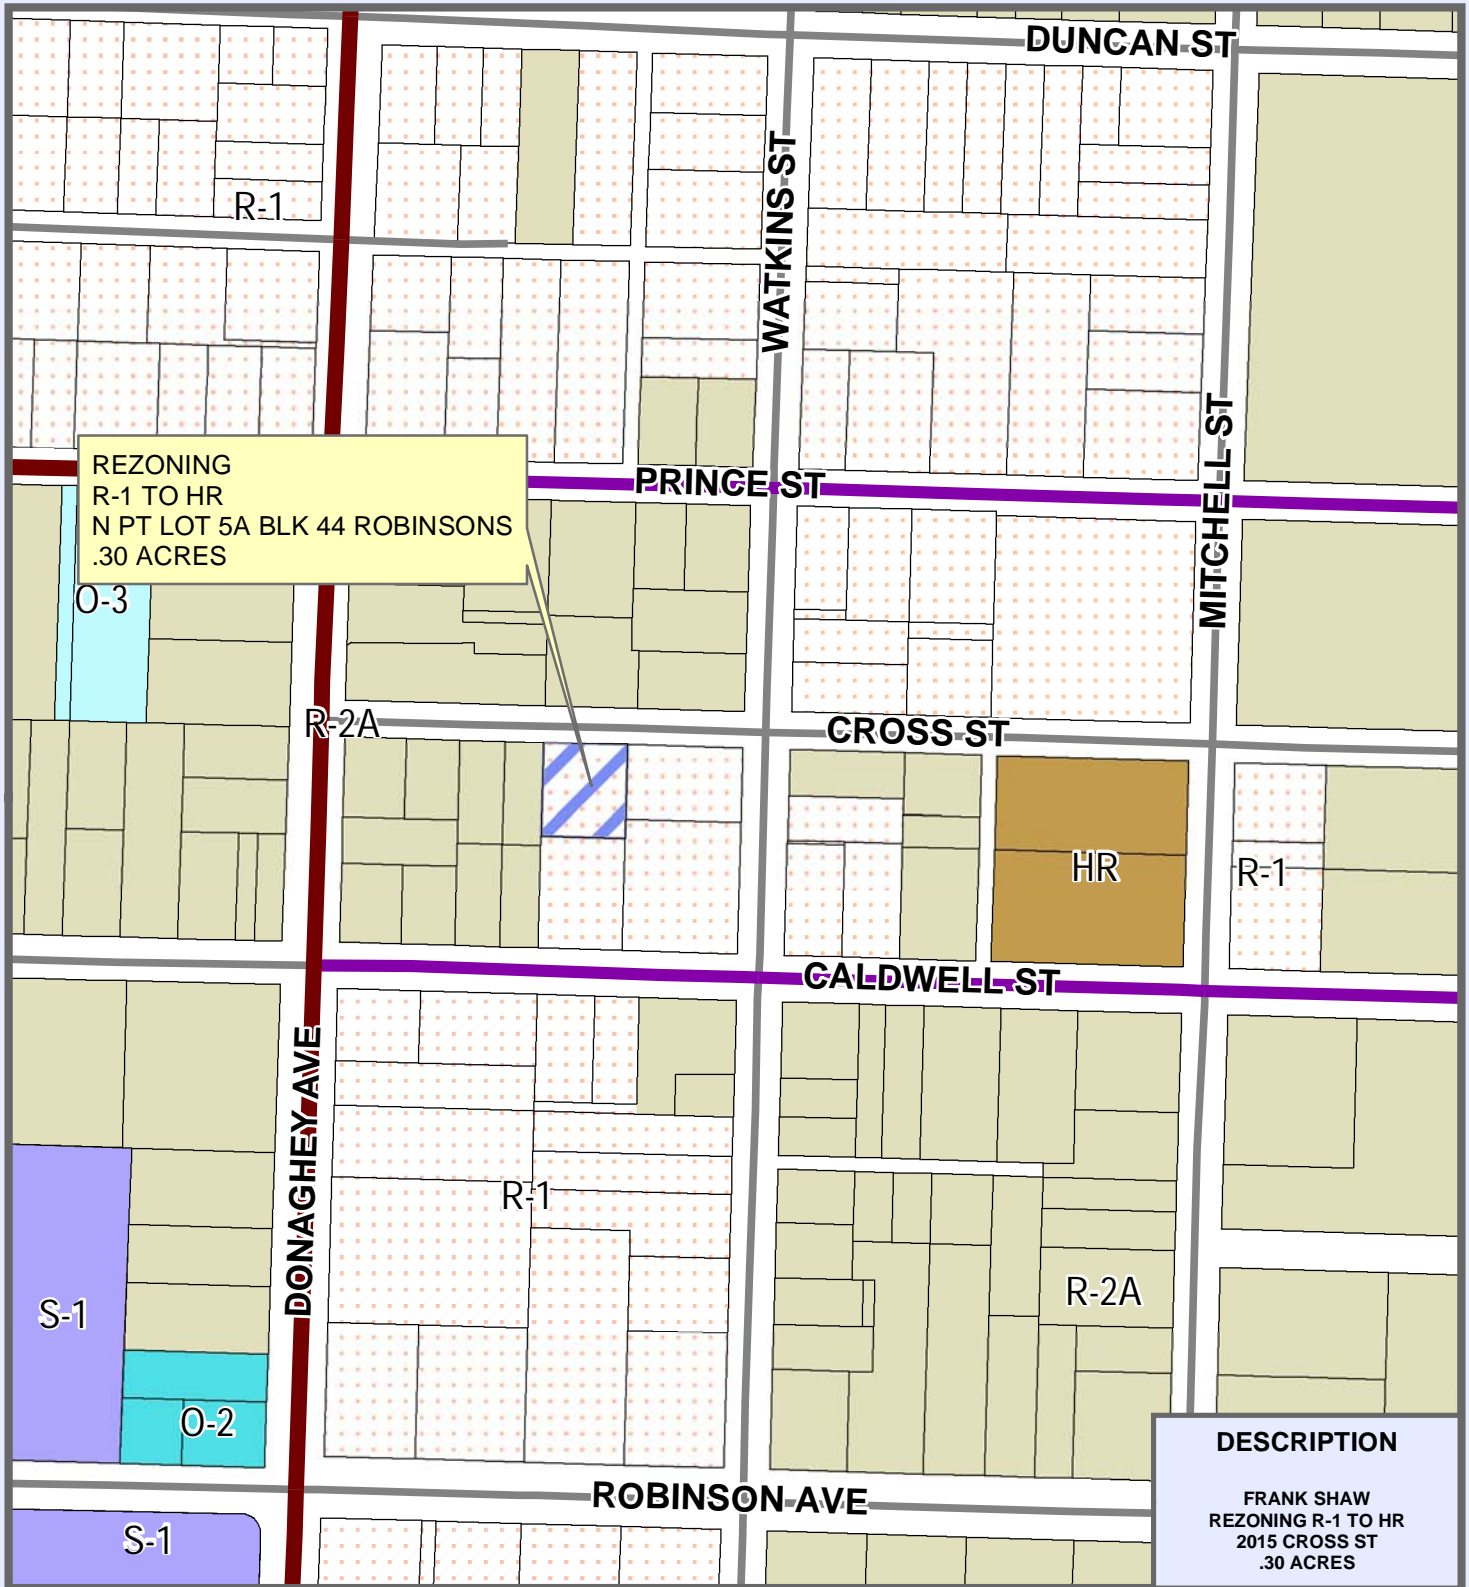 DUNCAN ST
WATKINS ST
R-1
MITCHELL ST
REZONING
R-1 TO HR
N PT LOT 5A BLK 44 ROBINSONS
.30 ACRES
PRINCE ST
O-3
R-2A
CROSS ST
HR
R-1
CALDWELL ST
DONAGHEY AVE
R-1
R-2A
S-1
O-2
ROBINSON AVE
S-1
DESCRIPTION
FRANK SHAW
REZONING R-1 TO HR
2015 CROSS ST
.30 ACRES